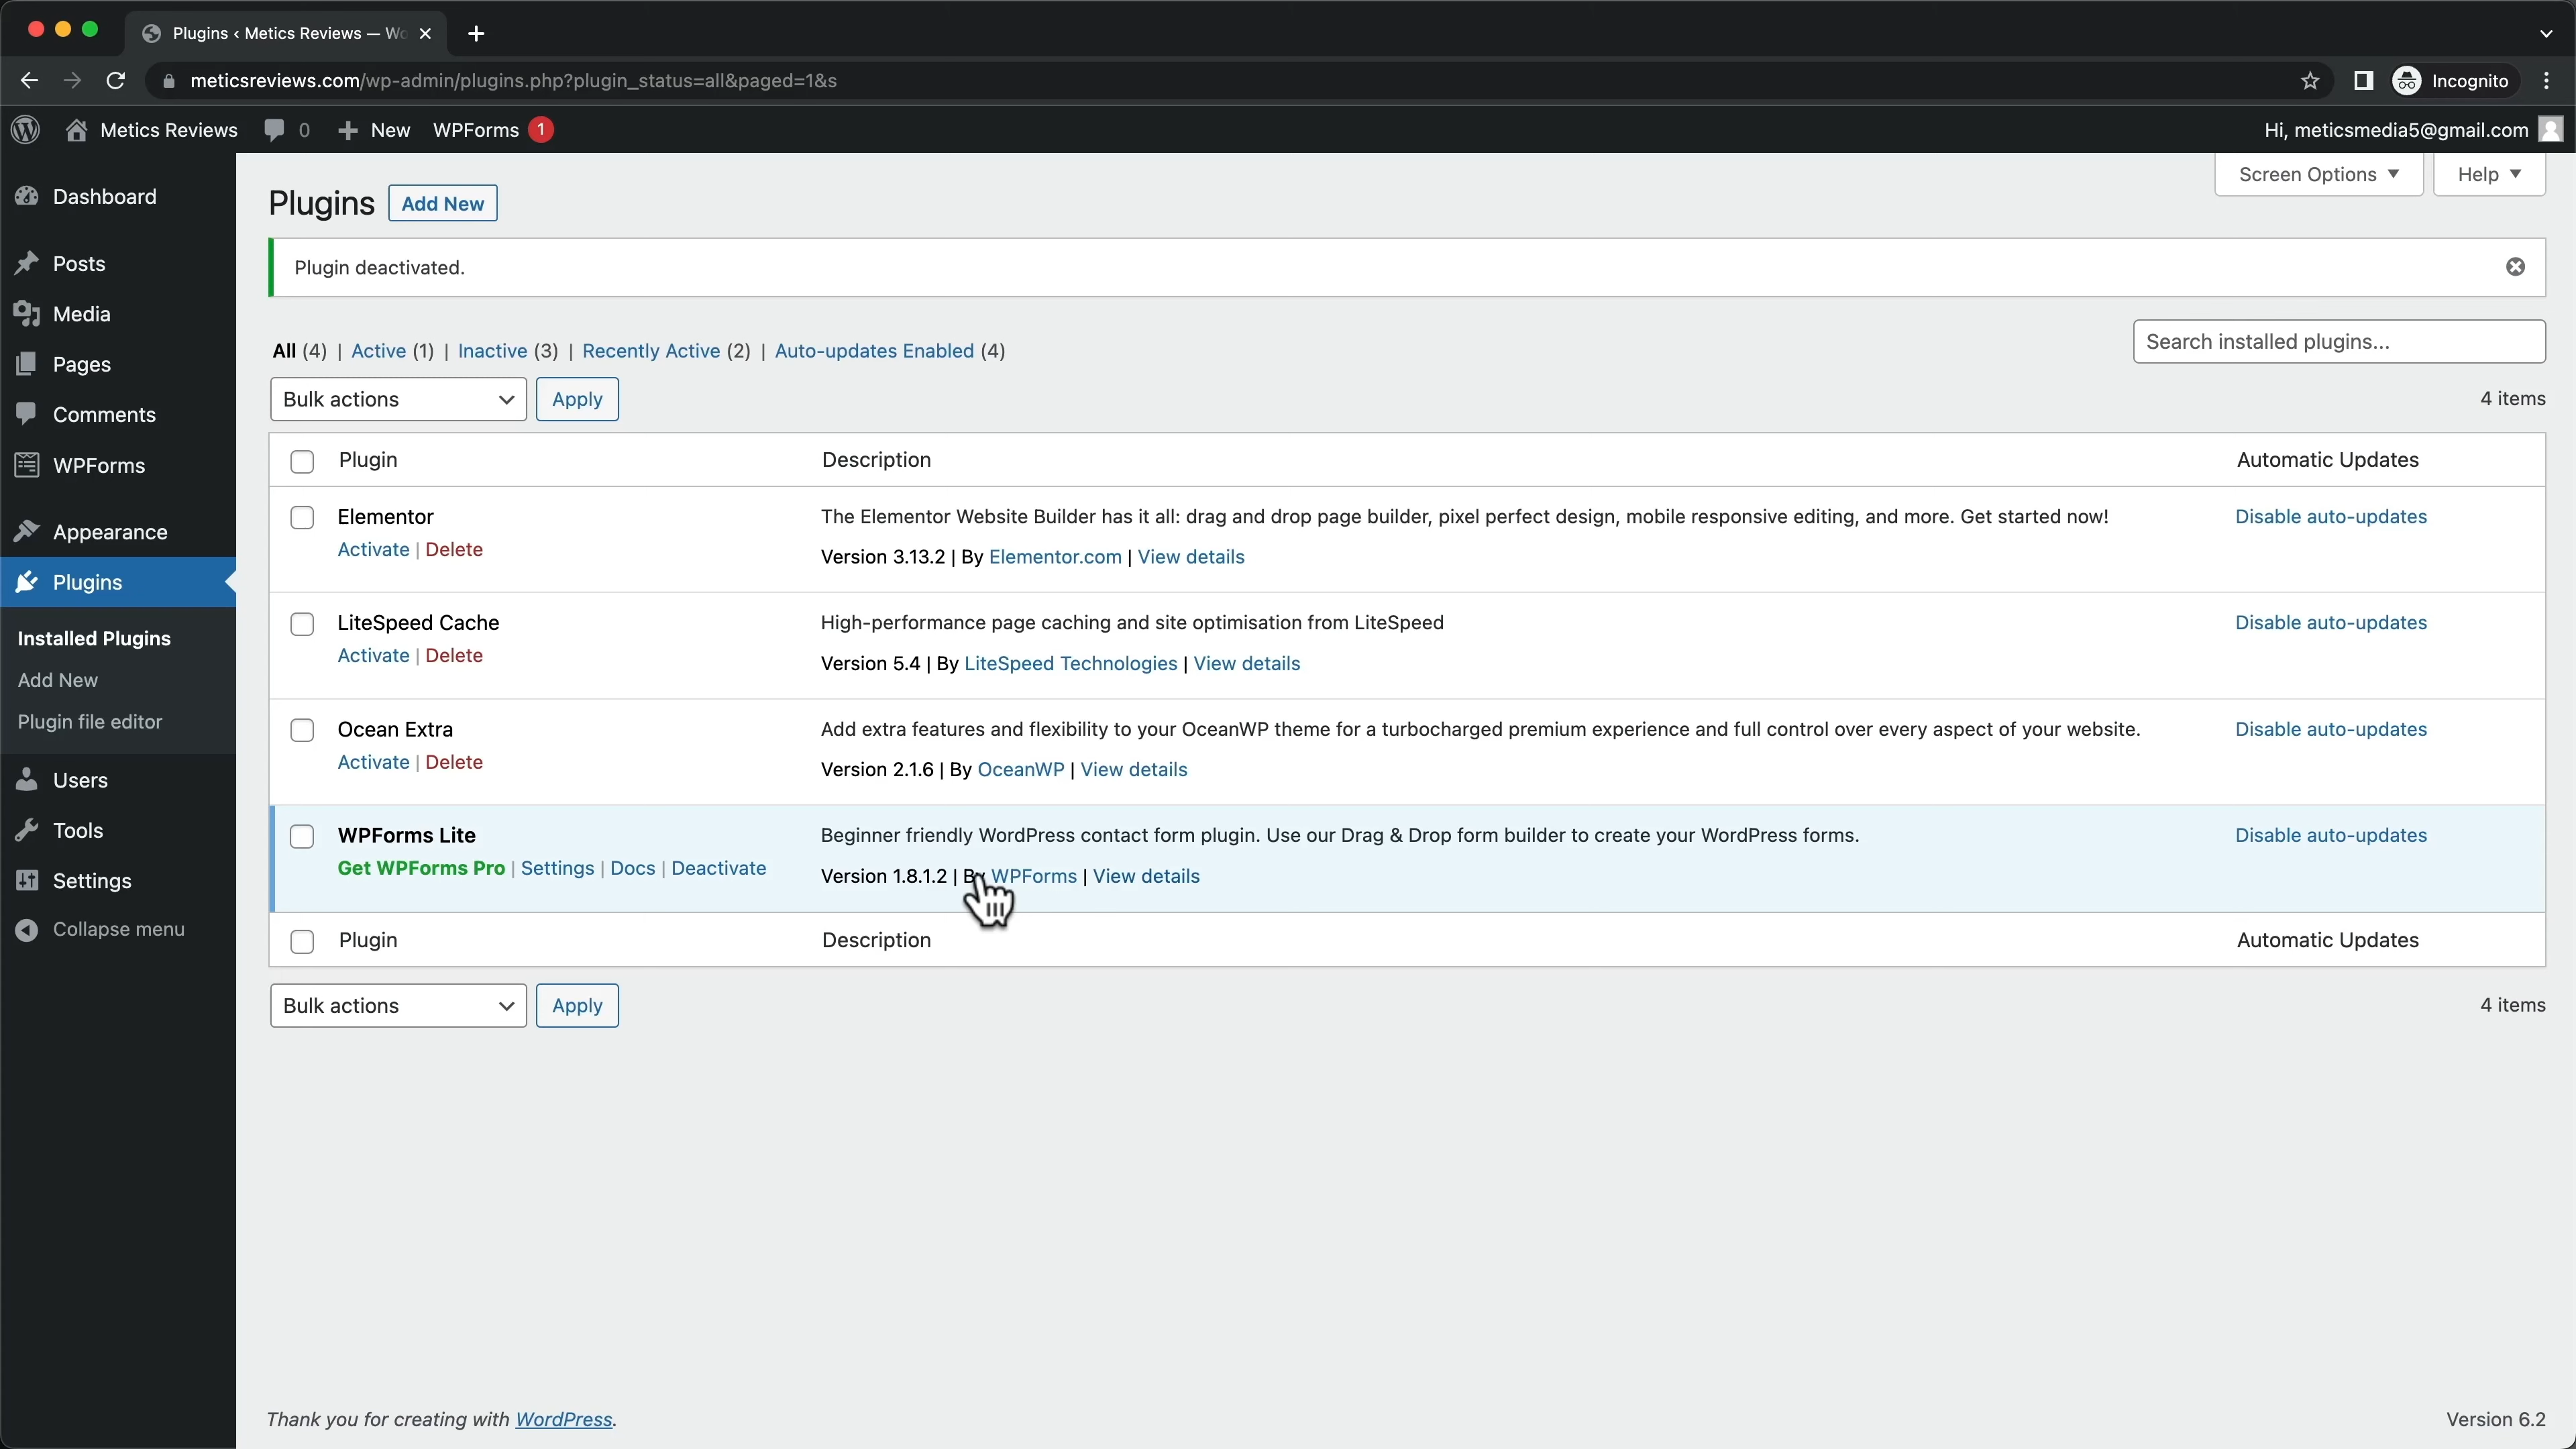 Plugins ‹ Metics Reviews — Wo
meticsreviews.com/wp-admin/plugins.php?plugin_status=all&paged=1&s
Incognito
Metics Reviews 0 New WPForms 1
Hi, meticsmedia5@gmail.com
Dashboard
Posts
Media
Pages
Comments
WPForms
Appearance
Plugins
Installed Plugins
Add New
Plugin file editor
Users
Tools
Settings
Collapse menu
Screen Options Help
Plugins Add New
Plugin deactivated.
All (4) | Active (1) | Inactive (3) | Recently Active (2) | Auto-updates Enabled (4)
Search installed plugins...
Bulk actions Apply
4 items
Plugin Description Automatic Updates
Elementor
Activate | Delete
The Elementor Website Builder has it all: drag and drop page builder, pixel perfect design, mobile responsive editing, and more. Get started now!
Version 3.13.2 | By Elementor.com | View details
Disable auto-updates
LiteSpeed Cache
Activate | Delete
High-performance page caching and site optimisation from LiteSpeed
Version 5.4 | By LiteSpeed Technologies | View details
Disable auto-updates
Ocean Extra
Activate | Delete
Add extra features and flexibility to your OceanWP theme for a turbocharged premium experience and full control over every aspect of your website.
Version 2.1.6 | By OceanWP | View details
Disable auto-updates
WPForms Lite
Get WPForms Pro | Settings | Docs | Deactivate
Beginner friendly WordPress contact form plugin. Use our Drag & Drop form builder to create your WordPress forms.
Version 1.8.1.2 | By WPForms | View details
Disable auto-updates
Plugin Description Automatic Updates
Bulk actions Apply
4 items
Thank you for creating with WordPress.
Version 6.2